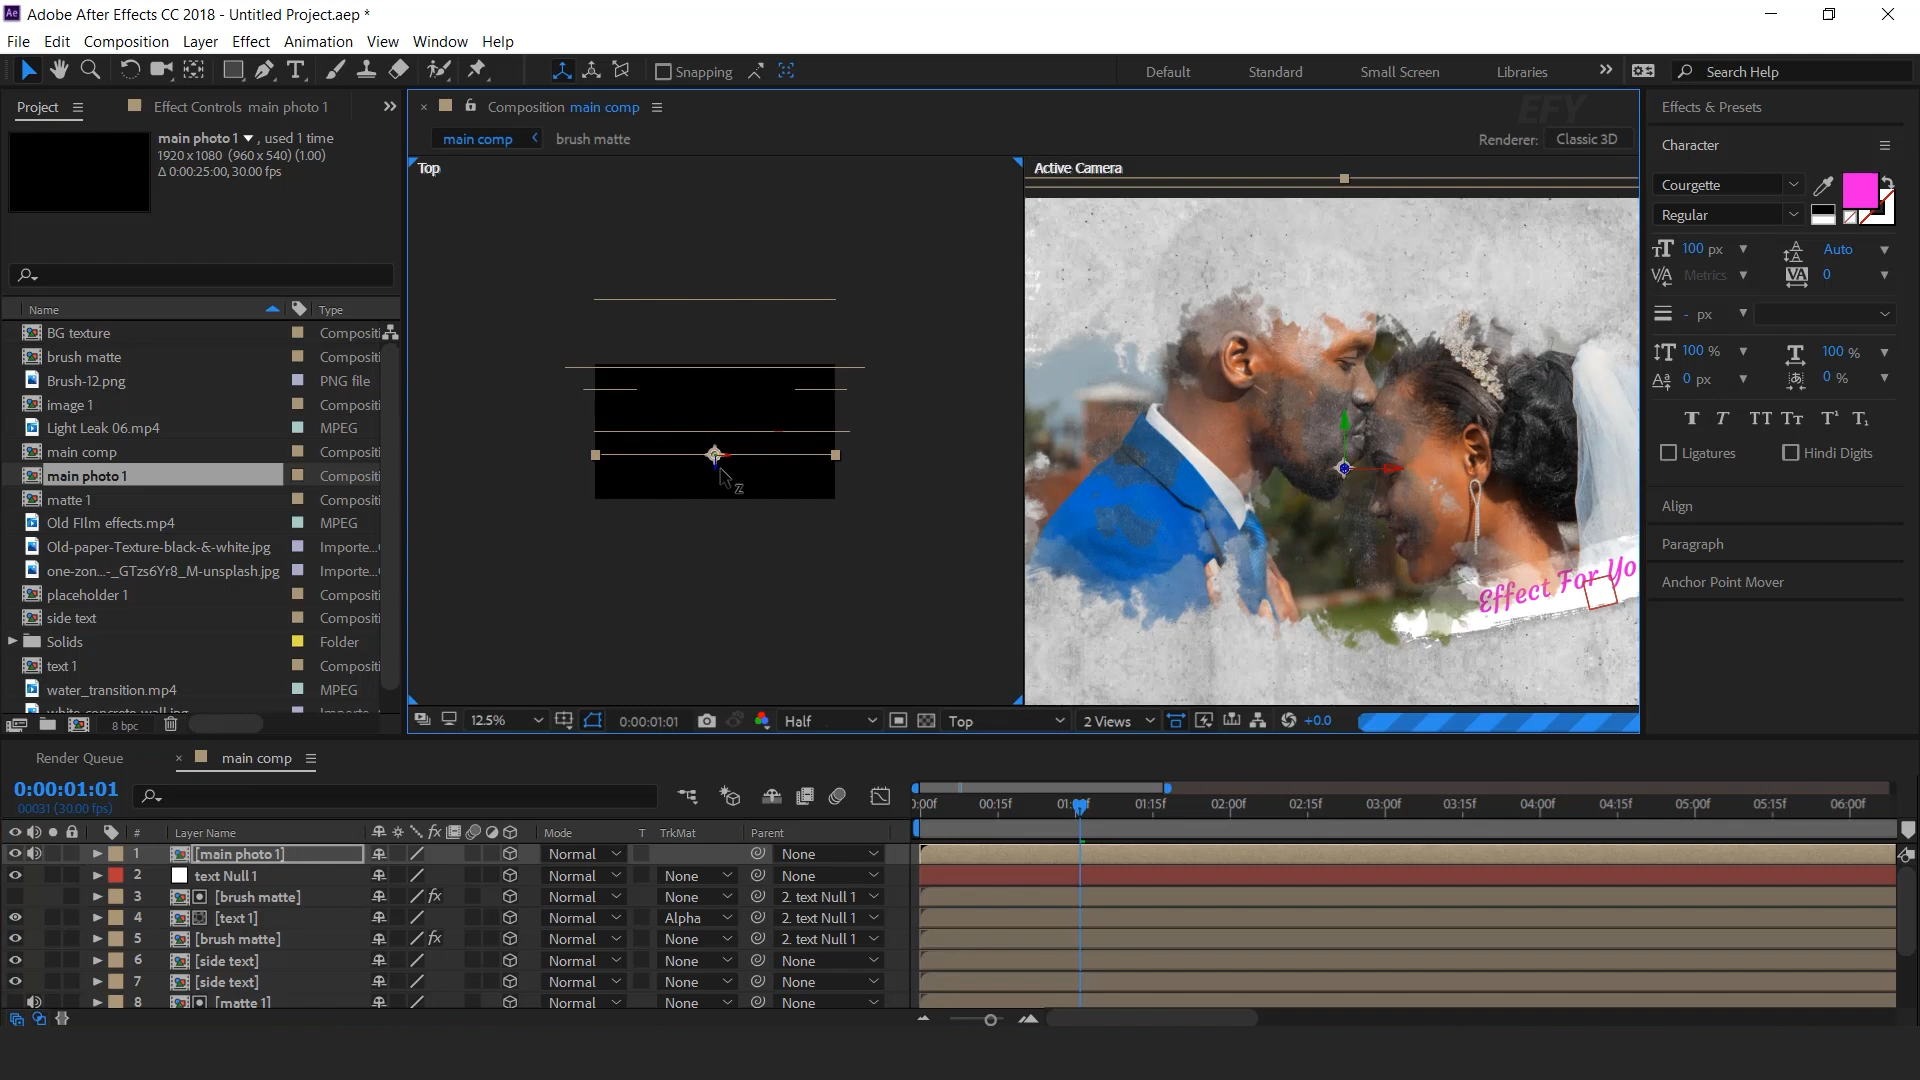 Adobe After Effects CC 2018 - Untitled Project.aep *
File Edit Composition Layer Effect Animation View Window Help
Snapping Default Standard Small Screen Libraries Search Help
Project Effect Controls main photo 1
main photo 1 , used 1 time
1920 x 1080 (960 x 540) (1.00)
Δ 0:00:25:00, 30.00 fps
Name Type
BG texture Compositi
brush matte Compositi
Brush-12.png PNG file
image 1 Compositi
Light Leak 06.mp4 MPEG
main comp Compositi
main photo 1 Compositi
matte 1 Compositi
Old FIlm effects.mp4 MPEG
Old-paper-Texture-black-&-white.jpg Importe...
one-zon...-_GTzs6Yr8_M-unsplash.jpg Importe...
placeholder 1 Compositi
side text Compositi
Solids Folder
text 1 Compositi
water_transition.mp4 MPEG
8 bpc
Composition main comp
main comp brush matte
EFY
Renderer: Classic 3D
Top
Z
Active Camera
Effect For Yo
12.5% 0:00:01:01 Half Top 2 Views +0.0
Effects & Presets
Character
Courgette
Regular
100 px Auto
Metrics 0
- px
100 % 100 %
0 px 0 %
Ligatures Hindi Digits
Align
Paragraph
Anchor Point Mover
Render Queue main comp
0:00:01:01
00031 (30.00 fps)
):00f 00:15f 01:00f 01:15f 02:00f 02:15f 03:00f 03:15f 04:00f 04:15f 05:00f 05:15f 06:00f
# Layer Name Mode T TrkMat Parent
1 [main photo 1] Normal None
2 text Null 1 Normal None None
3 [brush matte] Normal None 2. text Null 1
4 [text 1] Normal Alpha 2. text Null 1
5 [brush matte] Normal None 2. text Null 1
6 [side text] Normal None None
7 [side text] Normal None None
8 [matte 1] Normal None None